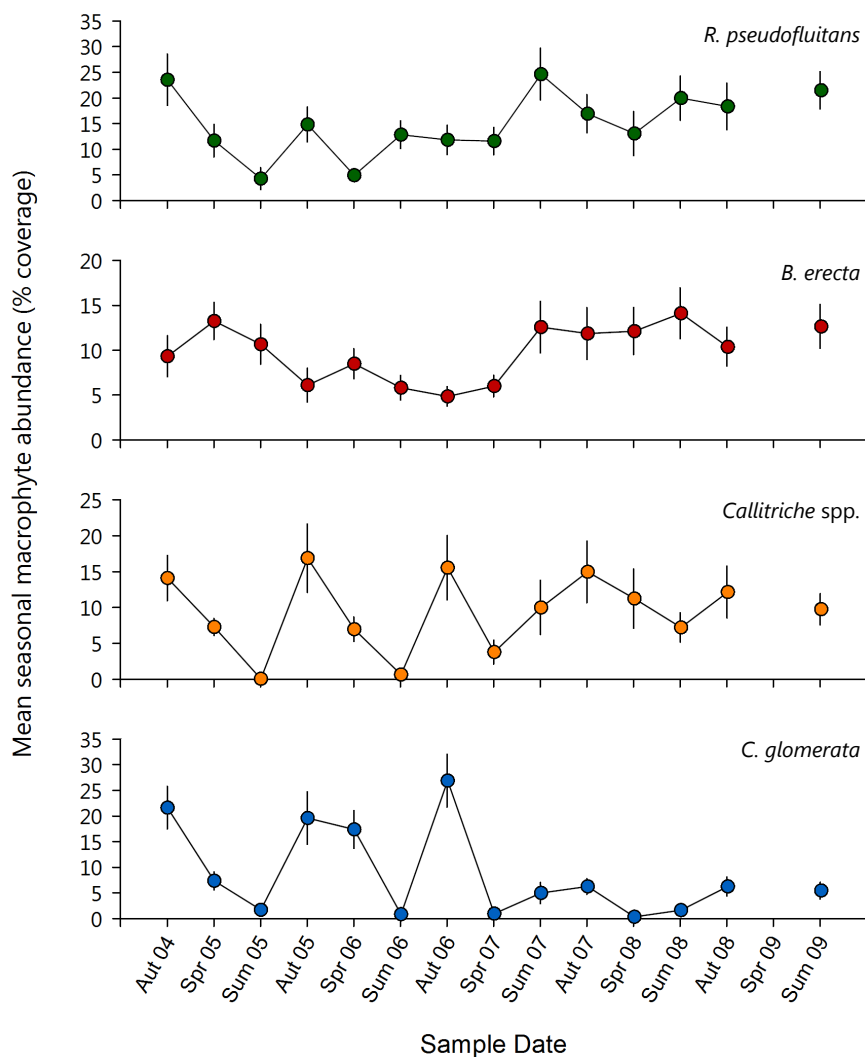 Mean seasonal macrophyte abundance (% coverage)
R. pseudofluitans
35
30
25
20
15
10
5
0
B. erecta
20
15
10
5
0
Callitriche spp.
25
20
15
10
5
0
C. glomerata
35
30
25
20
15
10
5
0
Aut 04
Spr 05
Sum 05
Aut 05
Spr 06
Sum 06
Aut 06
Spr 07
Sum 07
Aut 07
Spr 08
Sum 08
Aut 08
Spr 09
Sum 09
Sample Date